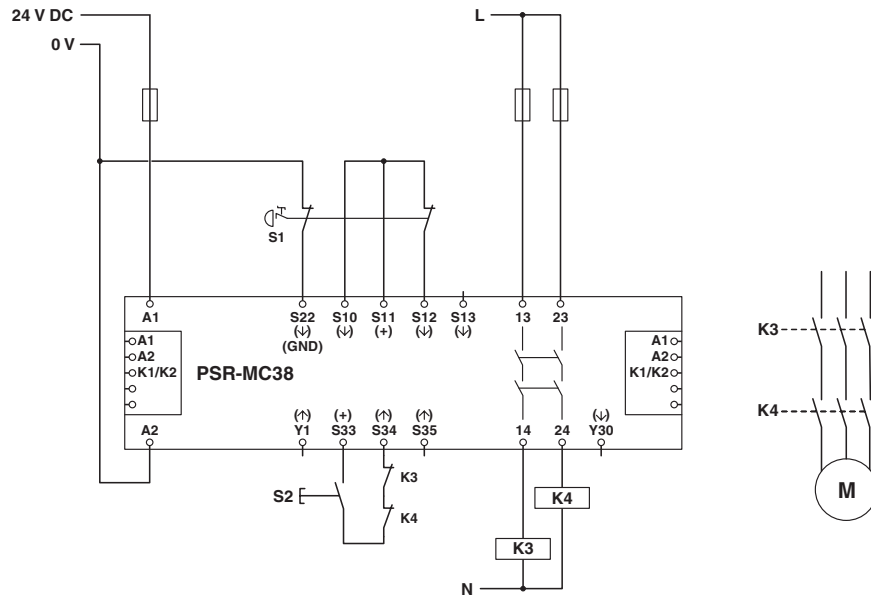 24 V DC
L
0 V
S1
A1
S22
S10
S11
S12
S13
13
23
(↓)
(↓)
(+)
(↓)
(↓)
(GND)
A1
A2
K1/K2
PSR-MC38
A1
A2
K1/K2
K3
K4
(↑)
(+)
(↑)
(↑)
(↓)
A2
Y1
S33
S34
S35
14
24
Y30
S2
K3
K4
K4
K3
M
N